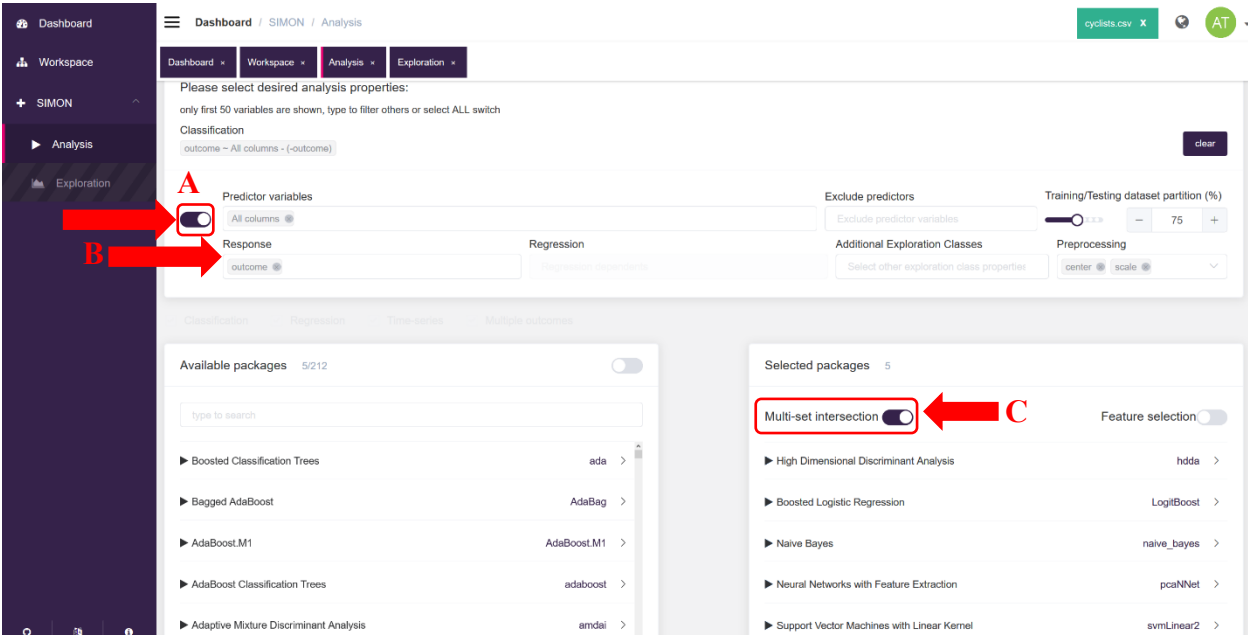 Dashboard
Dashboard / SIMON / Analysis
cyclists.csv X
AT
Workspace
Dashboard ×
Workspace ×
Analysis ×
Exploration ×
SIMON
Analysis
Exploration
Please select desired analysis properties:
only first 50 variables are shown, type to filter others or select ALL switch
Classification
outcome ~ All columns - (-outcome)
clear
A
Predictor variables
Exclude predictors
Training/Testing dataset partition (%)
All columns
Exclude predictor variables
− 75 +
B
Response
Regression
Additional Exploration Classes
Preprocessing
outcome
Regression dependents
Select other exploration class properties
center scale
Classification Regression Time-series Multiple outcomes
Available packages 5/212
Selected packages 5
type to search
Multi-set intersection
C
Feature selection
Boosted Classification Trees ada
High Dimensional Discriminant Analysis hdda
Bagged AdaBoost AdaBag
Boosted Logistic Regression LogitBoost
AdaBoost.M1 AdaBoost.M1
Naive Bayes naive_bayes
AdaBoost Classification Trees adaboost
Neural Networks with Feature Extraction pcaNNet
Adaptive Mixture Discriminant Analysis amdai
Support Vector Machines with Linear Kernel svmLinear2